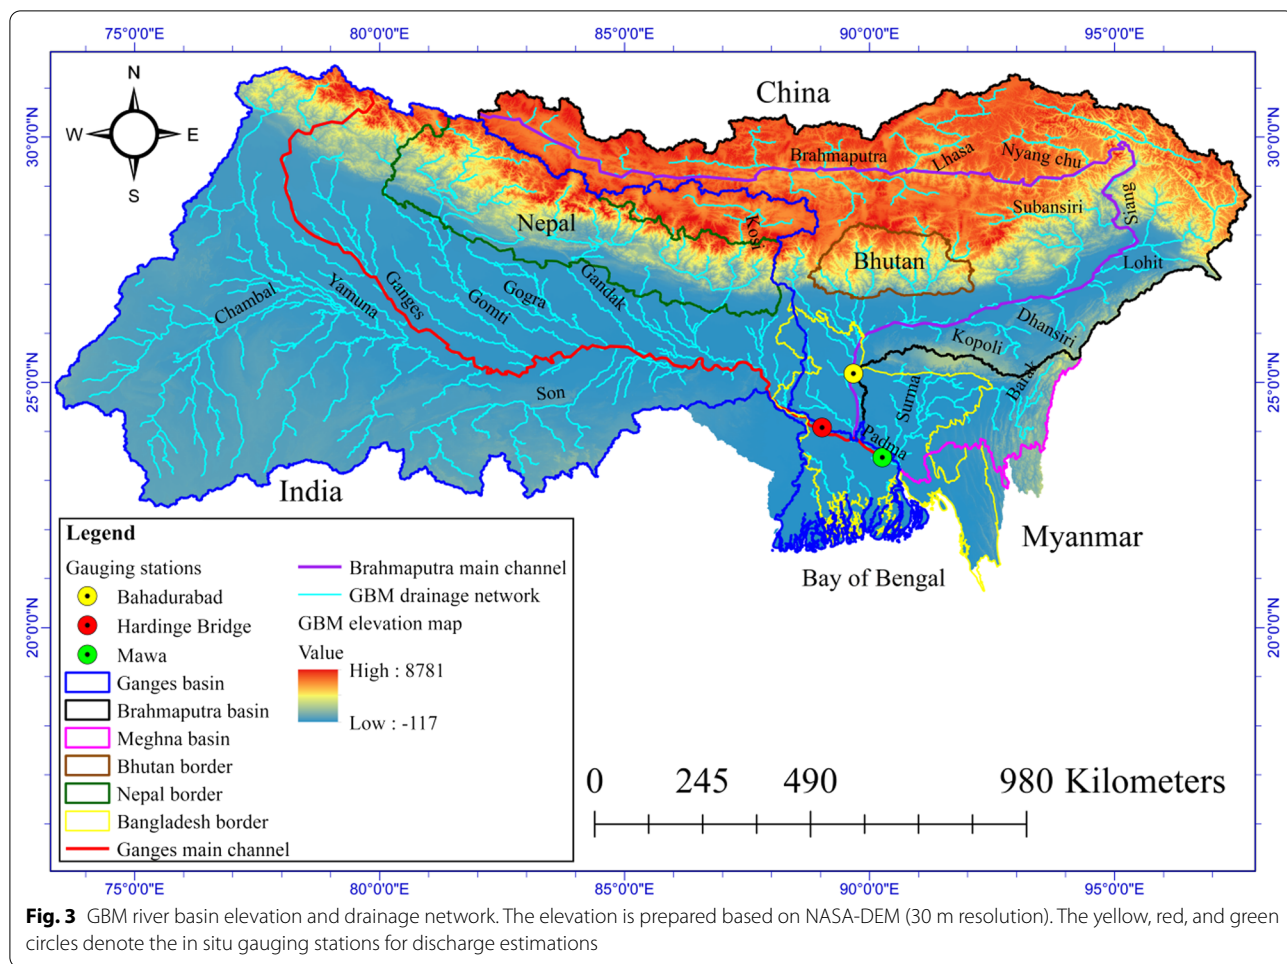 75°0'0"E 80°0'0"E 85°0'0"E 90°0'0"E 95°0'0"E
N
W E
S
30°0'0"N
30°0'0"N
25°0'0"N
25°0'0"N
20°0'0"N
20°0'0"N
China
Brahmaputra
Lhasa
Nyang chu
Siang
Subansiri
Lohit
Kosi
Nepal
Bhutan
Chambal
Yamuna
Ganges
Gomti
Gogra
Gandak
Dhansiri
Kopoli
Barak
Surma
Son
Padma
India
Myanmar
Bay of Bengal
Legend
Gauging stations
Bahadurabad
Hardinge Bridge
Mawa
Ganges basin
Brahmaputra basin
Meghna basin
Bhutan border
Nepal border
Bangladesh border
Ganges main channel
Brahmaputra main channel
GBM drainage network
GBM elevation map
Value
High : 8781
Low : -117
0 245 490 980 Kilometers
75°0'0"E 80°0'0"E 85°0'0"E 90°0'0"E 95°0'0"E
Fig. 3 GBM river basin elevation and drainage network. The elevation is prepared based on NASA-DEM (30 m resolution). The yellow, red, and green
circles denote the in situ gauging stations for discharge estimations